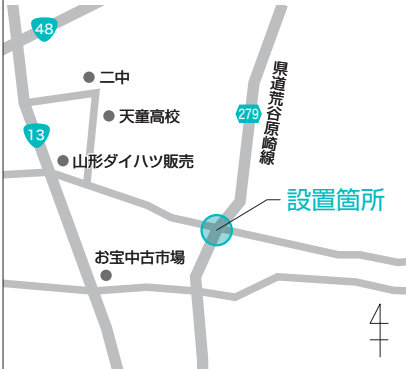 48
二中
天童高校
279
県道荒谷原崎線
13
山形ダイハツ販売
設置箇所
お宝中古市場